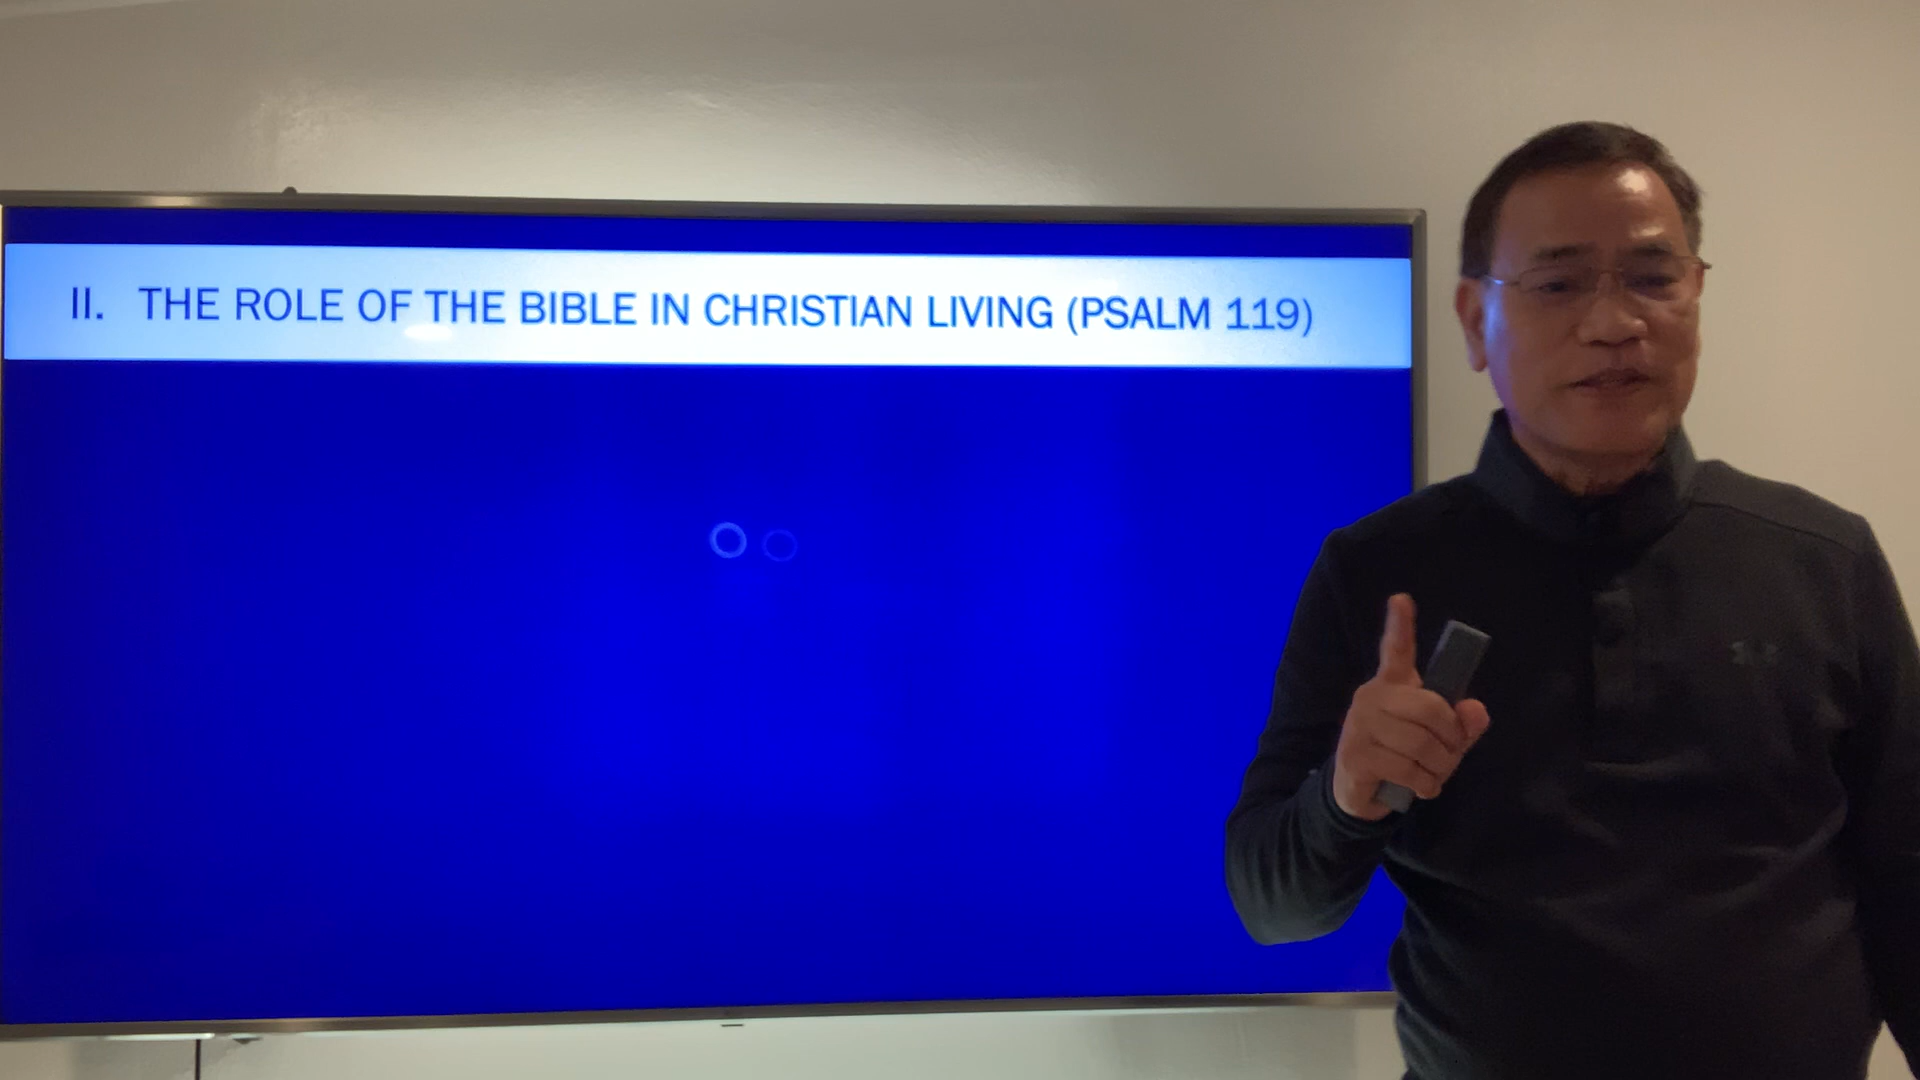 II. THE ROLE OF THE BIBLE IN CHRISTIAN LIVING (PSALM 119)